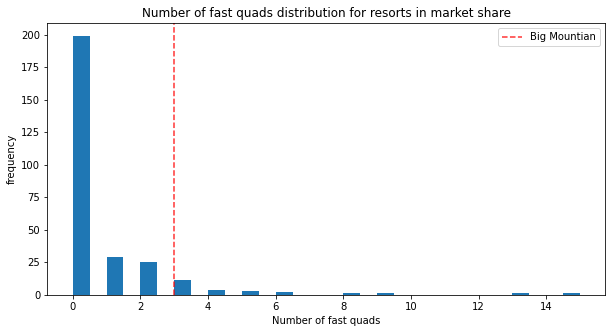 Number of fast quads distribution for resorts in market share
Big Mountian
200
175
150
125
100
75
50
25
0
frequency
0 2 4 6 8 10 12 14
Number of fast quads